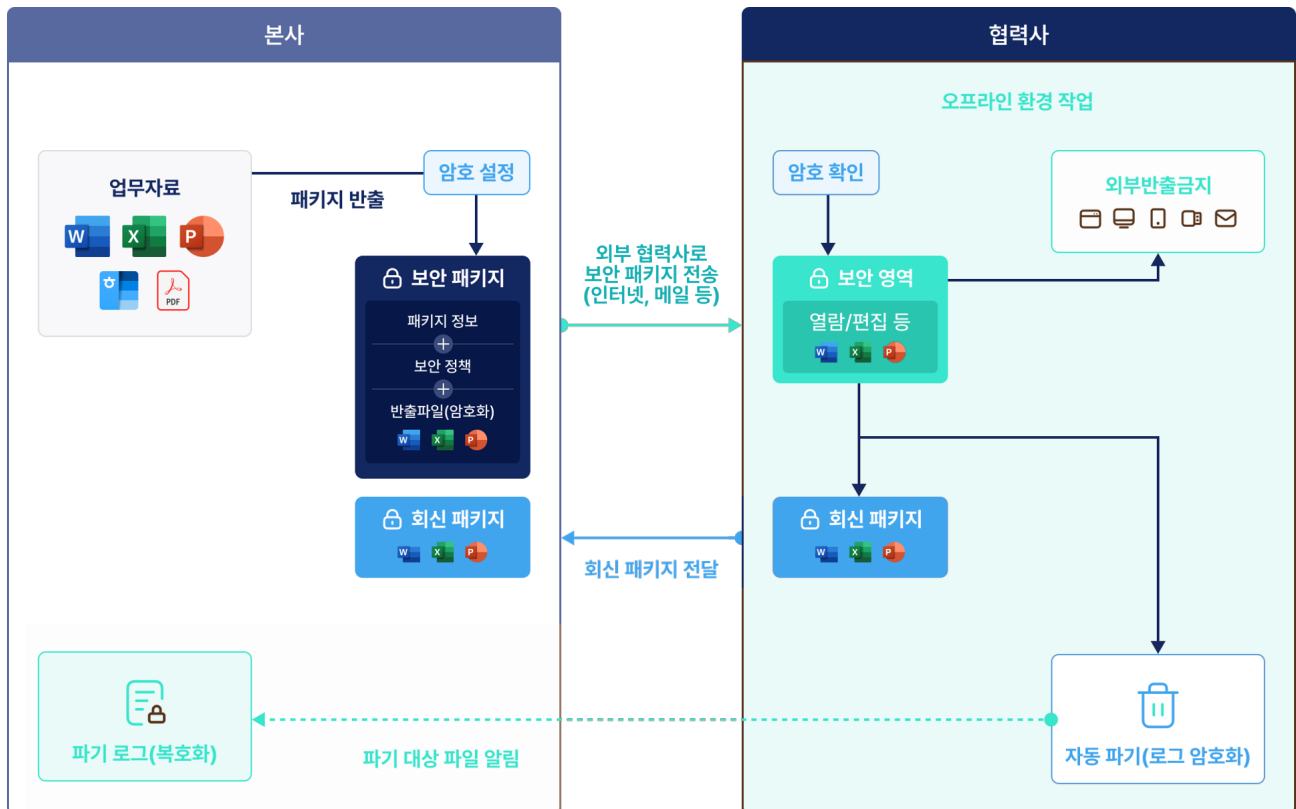 본사
협력사
오프라인 환경 작업
업무자료
W
X
P
ㅎ
PDF
패키지 반출
암호 설정
보안 패키지
패키지 정보
+
보안 정책
+
반출파일(암호화)
W
X
P
외부 협력사로
보안 패키지 전송
(인터넷, 메일 등)
암호 확인
보안 영역
열람/편집 등
W
X
P
외부반출금지
회신 패키지
W
X
P
회신 패키지 전달
회신 패키지
W
X
P
파기 로그(복호화)
파기 대상 파일 알림
자동 파기(로그 암호화)